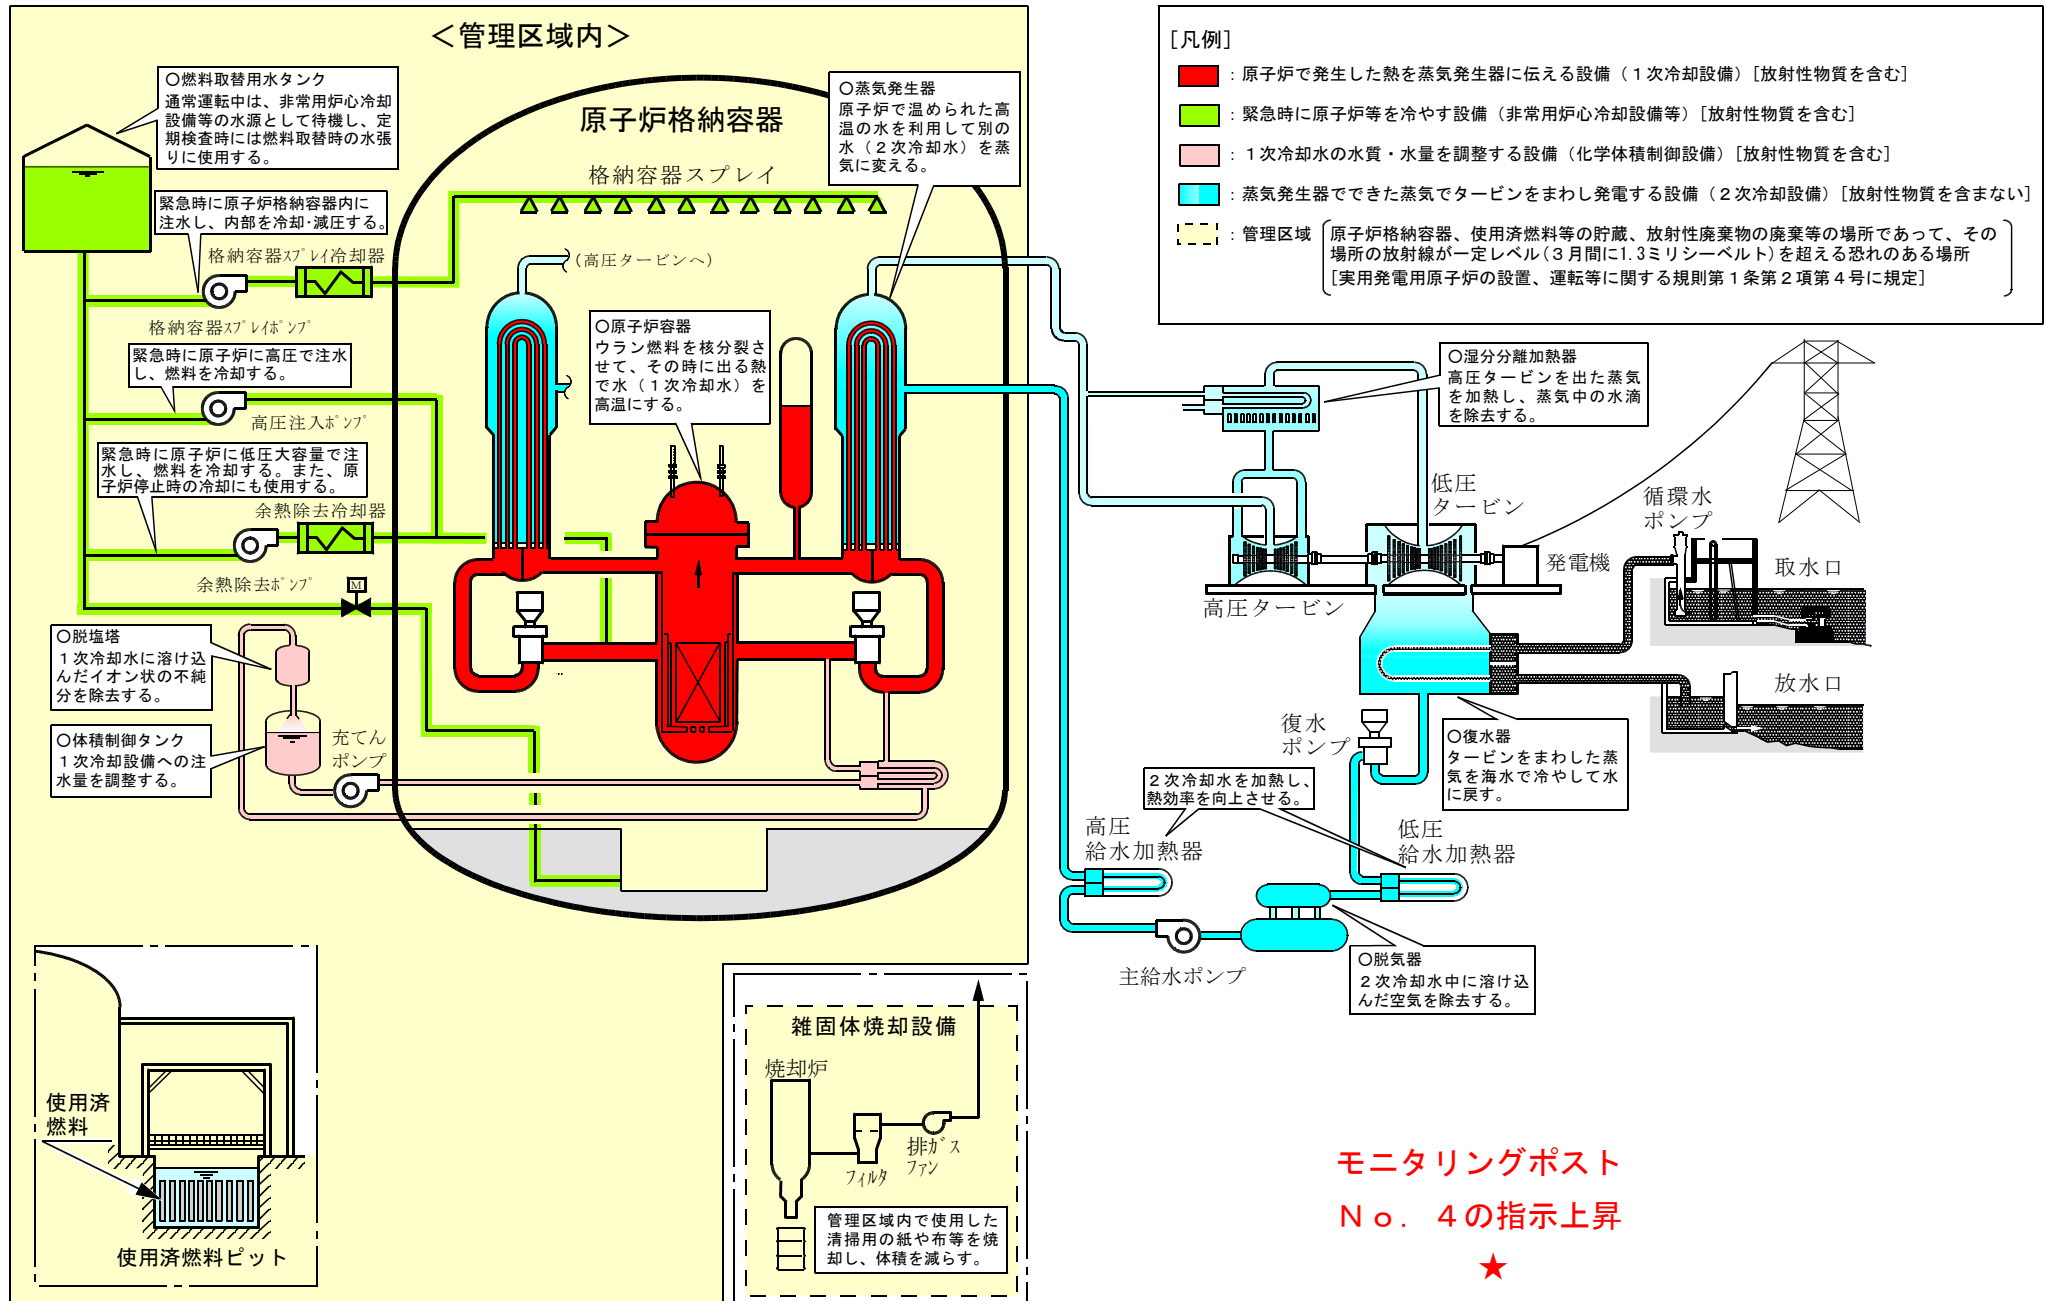 ＜管理区域内＞
○燃料取替用水タンク
通常運転中は、非常用炉心冷却
設備等の水源として待機し、定
期検査時には燃料取替時の水張
りに使用する。
緊急時に原子炉格納容器内に
注水し、内部を冷却･減圧する。
格納容器ｽﾌﾟﾚｲ冷却器
格納容器ｽﾌﾟﾚｲﾎﾟﾝﾌﾟ
緊急時に原子炉に高圧で注水
し、燃料を冷却する。
高圧注入ﾎﾟﾝﾌﾟ
緊急時に原子炉に低圧大容量で注
水し、燃料を冷却する。また、原
子炉停止時の冷却にも使用する。
余熱除去冷却器
余熱除去ﾎﾟﾝﾌﾟ
M
○脱塩塔
１次冷却水に溶け込
んだイオン状の不純
分を除去する。
○体積制御タンク
１次冷却設備への注
水量を調整する。
充てん
ポンプ
原子炉格納容器
格納容器スプレイ
○蒸気発生器
原子炉で温められた高
温の水を利用して別の
水（２次冷却水）を蒸
気に変える。
(高圧タービンへ)
○原子炉容器
ウラン燃料を核分裂さ
せて、その時に出る熱
で水（１次冷却水）を
高温にする。
[凡例]
：原子炉で発生した熱を蒸気発生器に伝える設備（１次冷却設備）[放射性物質を含む]
：緊急時に原子炉等を冷やす設備（非常用炉心冷却設備等）[放射性物質を含む]
：１次冷却水の水質・水量を調整する設備（化学体積制御設備）[放射性物質を含む]
：蒸気発生器でできた蒸気でタービンをまわし発電する設備（２次冷却設備）[放射性物質を含まない]
：管理区域
原子炉格納容器、使用済燃料等の貯蔵、放射性廃棄物の廃棄等の場所であって、その
場所の放射線が一定レベル(３月間に1.3ミリシーベルト)を超える恐れのある場所
[実用発電用原子炉の設置、運転等に関する規則第１条第２項第４号に規定]
○湿分分離加熱器
高圧タービンを出た蒸気
を加熱し、蒸気中の水滴
を除去する。
低圧
タービン
高圧タービン
発電機
循環水
ポンプ
取水口
放水口
復水
ポンプ
○復水器
タービンをまわした蒸
気を海水で冷やして水
に戻す。
２次冷却水を加熱し、
熱効率を向上させる。
高圧
給水加熱器
低圧
給水加熱器
主給水ポンプ
○脱気器
２次冷却水中に溶け込
んだ空気を除去する。
使用済
燃料
使用済燃料ピット
雑固体焼却設備
焼却炉
フィルタ
排ガス
ファン
管理区域内で使用した
清掃用の紙や布等を焼
却し、体積を減らす。
モニタリングポスト
Ｎｏ．４の指示上昇
★